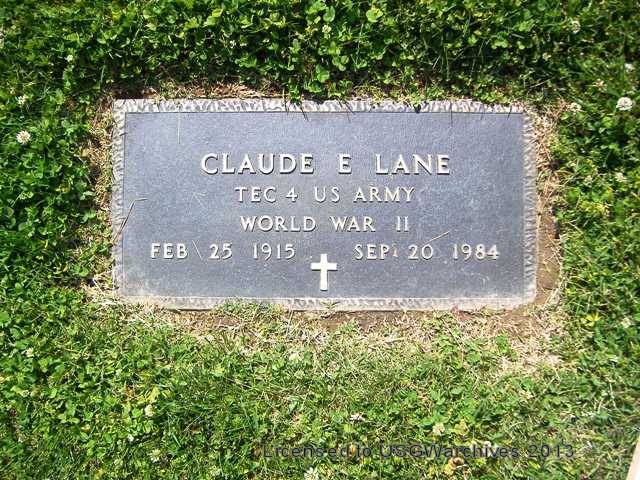 CLAUDE E LANE
TEC 4 US ARMY
WORLD WAR II
FEB 25 1915 SEP 20 1984
Licensed to USGWarchives 2013 ©